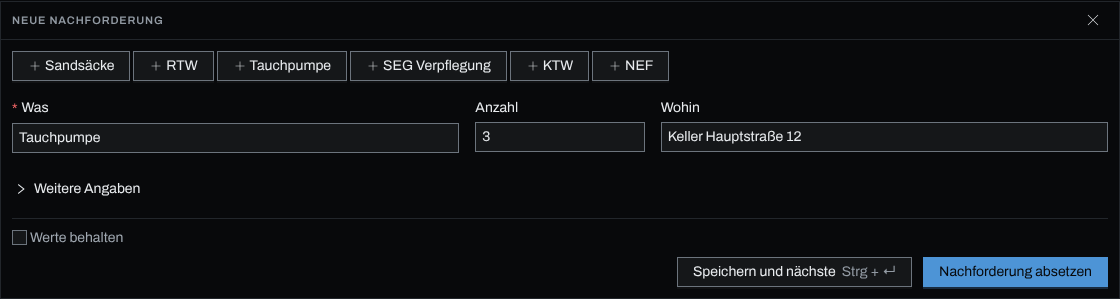 NEUE NACHFORDERUNG
+ Sandsäcke + RTW + Tauchpumpe + SEG Verpflegung + KTW + NEF
* Was Anzahl Wohin
Tauchpumpe 3 Keller Hauptstraße 12
Weitere Angaben
Werte behalten
Speichern und nächste Strg + ↵ Nachforderung absetzen